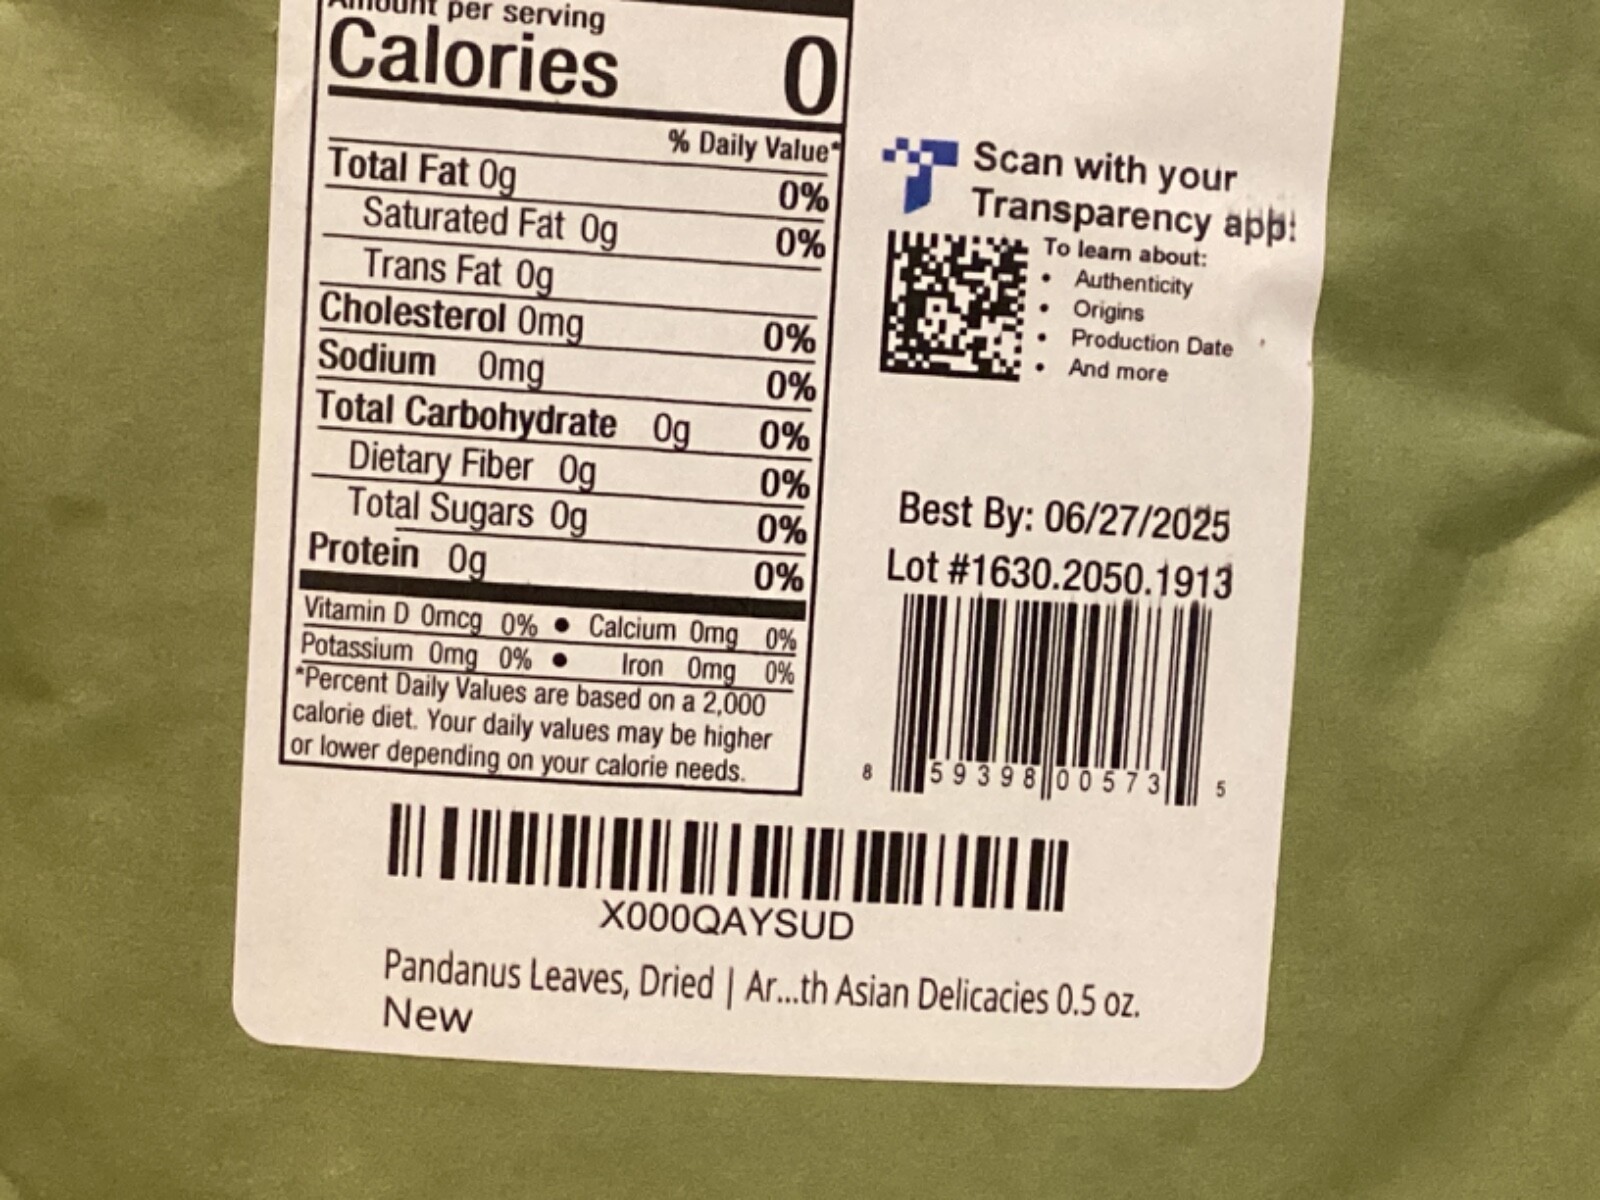 Amount per serving
Calories 0
% Daily Value*
Total Fat 0g 0%
Saturated Fat 0g 0%
Trans Fat 0g
Cholesterol 0mg 0%
Sodium 0mg 0%
Total Carbohydrate 0g 0%
Dietary Fiber 0g 0%
Total Sugars 0g 0%
Protein 0g 0%
Vitamin D 0mcg 0% • Calcium 0mg 0%
Potassium 0mg 0% • Iron 0mg 0%
*Percent Daily Values are based on a 2,000
calorie diet. Your daily values may be higher
or lower depending on your calorie needs.
Scan with your
Transparency app!
To learn about:
• Authenticity
• Origins
• Production Date
• And more
Best By: 06/27/2025
Lot #1630.2050.1913
8 59398 00573 5
X000QAYSUD
Pandanus Leaves, Dried | Ar...th Asian Delicacies 0.5 oz.
New